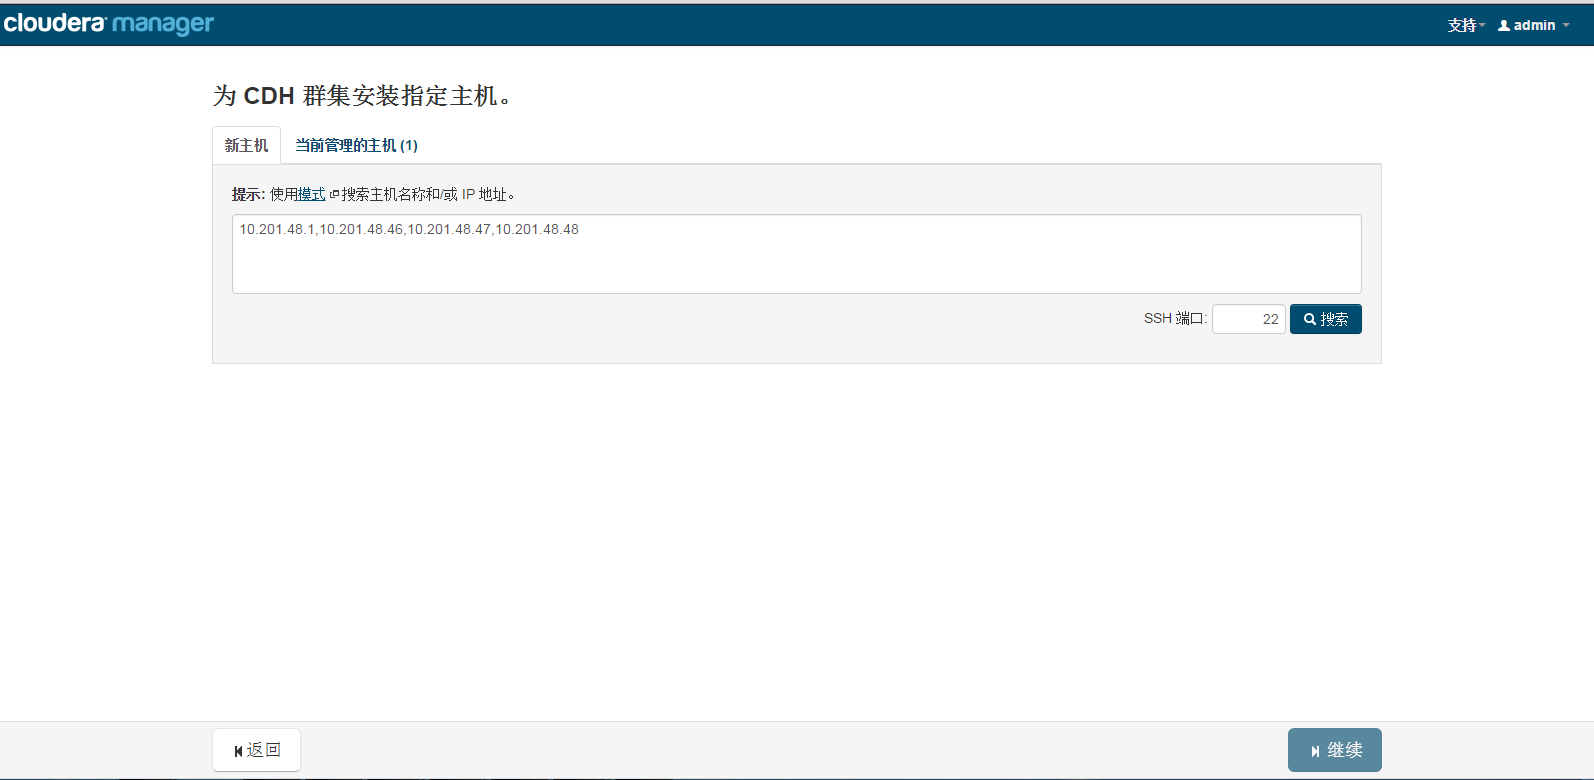 cloudera manager
支持 admin
为 CDH 群集安装指定主机。
新主机 当前管理的主机 (1)
提示: 使用模式 搜索主机名称和/或 IP 地址。
10.201.48.1,10.201.48.46,10.201.48.47,10.201.48.48
SSH 端口: 22 搜索
返回 继续